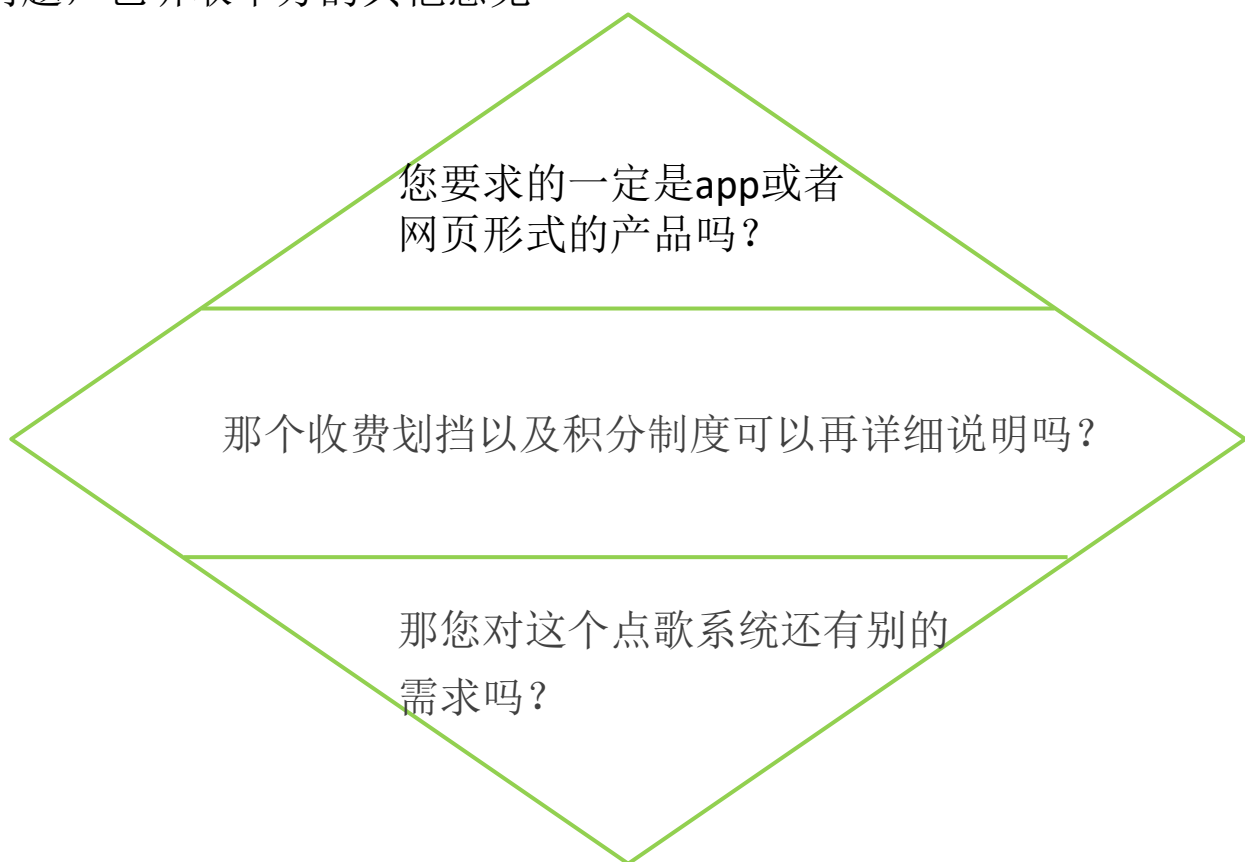 您要求的一定是app或者
网页形式的产品吗？
那个收费划挡以及积分制度可以再详细说明吗？
那您对这个点歌系统还有别的
需求吗？